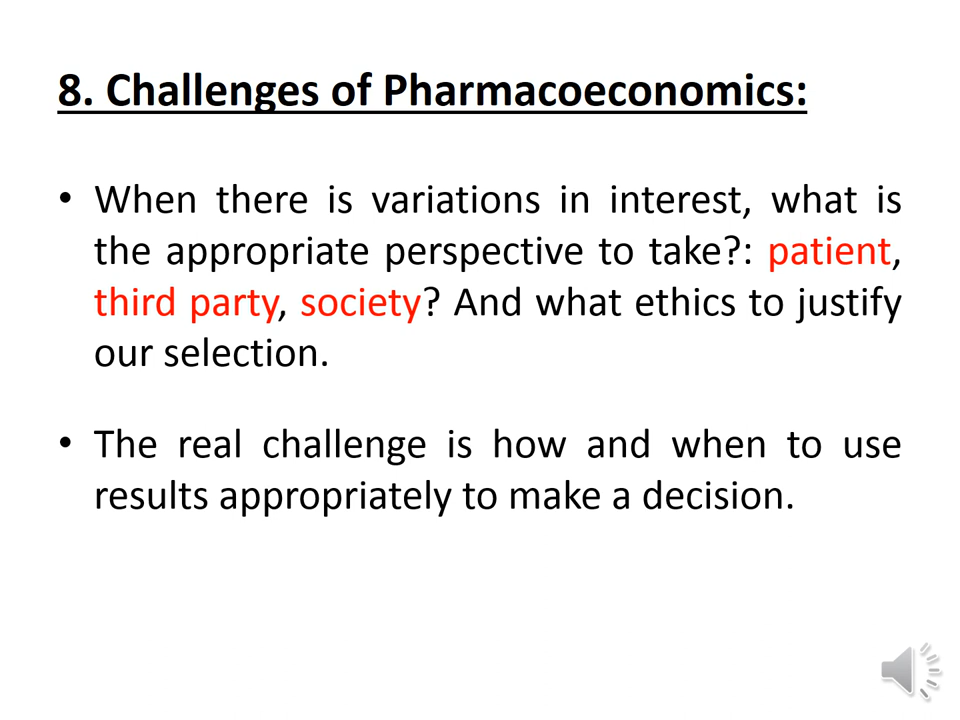 8. Challenges of Pharmacoeconomics:
• When there is variations in interest, what is
the appropriate perspective to take?: patient,
third party, society? And what ethics to justify
our selection.
• The real challenge is how and when to use
results appropriately to make a decision.